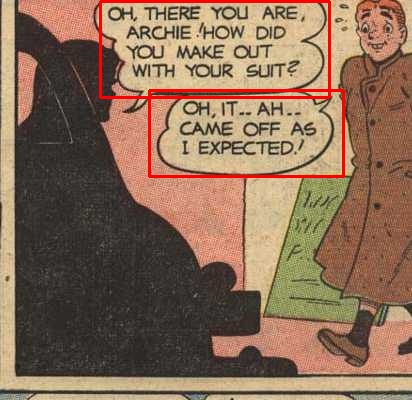 OH, THERE YOU ARE,
ARCHIE! HOW DID
YOU MAKE OUT
WITH YOUR SUIT?
OH, IT.. AH..
CAME OFF AS
I EXPECTED.!